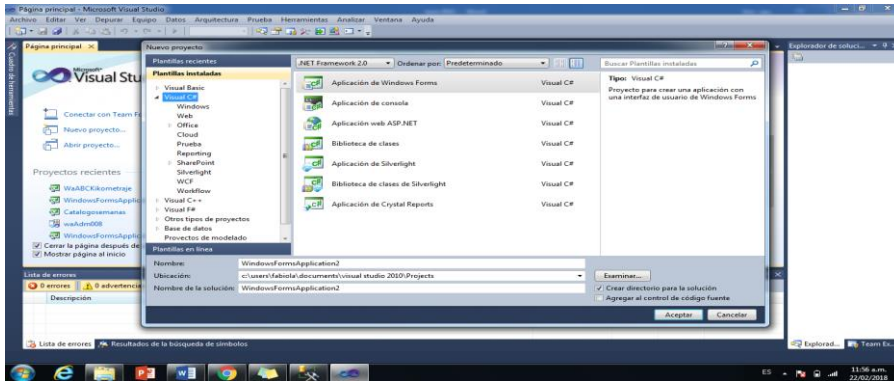 Página principal - Microsoft Visual Studio
Archivo Editar Ver Depurar Equipo Datos Arquitectura Prueba Herramientas Analizar Ventana Ayuda
Página principal
Cuadro de herramientas
Microsoft
Visual Stu
Conectar con Team F
Nuevo proyecto...
Abrir proyecto...
Proyectos recientes
WaABCKikometraje
WindowsFormsApplic
Catalogosemanas
waAdm008
WindowsFormsApplic
Cerrar la página después de
Mostrar página al inicio
Nuevo proyecto
Plantillas recientes
Plantillas instaladas
Visual Basic
Visual C#
Windows
Web
Office
Cloud
Prueba
Reporting
SharePoint
Silverlight
WCF
Workflow
Visual C++
Visual F#
Otros tipos de proyectos
Base de datos
Proyectos de modelado
Plantillas en línea
.NET Framework 2.0 Ordenar por: Predeterminado
Aplicación de Windows Forms Visual C#
Aplicación de consola Visual C#
Aplicación web ASP.NET Visual C#
Biblioteca de clases Visual C#
Aplicación de Silverlight Visual C#
Biblioteca de clases de Silverlight Visual C#
Aplicación de Crystal Reports Visual C#
Buscar Plantillas instaladas
Tipo: Visual C#
Proyecto para crear una aplicación con
una interfaz de usuario de Windows Forms
Nombre: WindowsFormsApplication2
Ubicación: c:\users\fabiola\documents\visual studio 2010\Projects Examinar...
Nombre de la solución: WindowsFormsApplication2
Crear directorio para la solución
Agregar al control de código fuente
Aceptar Cancelar
Explorador de soluci...
Lista de errores
0 errores 0 advertencia
Descripción
Lista de errores Resultados de la búsqueda de símbolos
Explorad... Team Ex...
ES 11:56 a.m.
22/02/2018